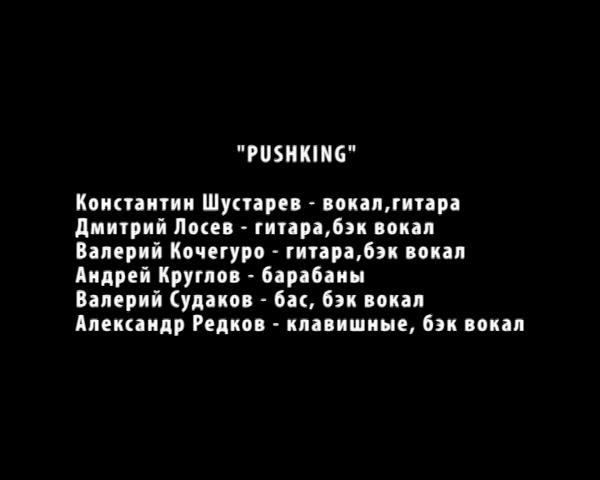 "PUSHKING"
Константин Шустарев - вокал,гитара
Дмитрий Лосев - гитара,бэк вокал
Валерий Кочегуро - гитара,бэк вокал
Андрей Круглов - барабаны
Валерий Судаков - бас, бэк вокал
Александр Редков - клавишные, бэк вокал